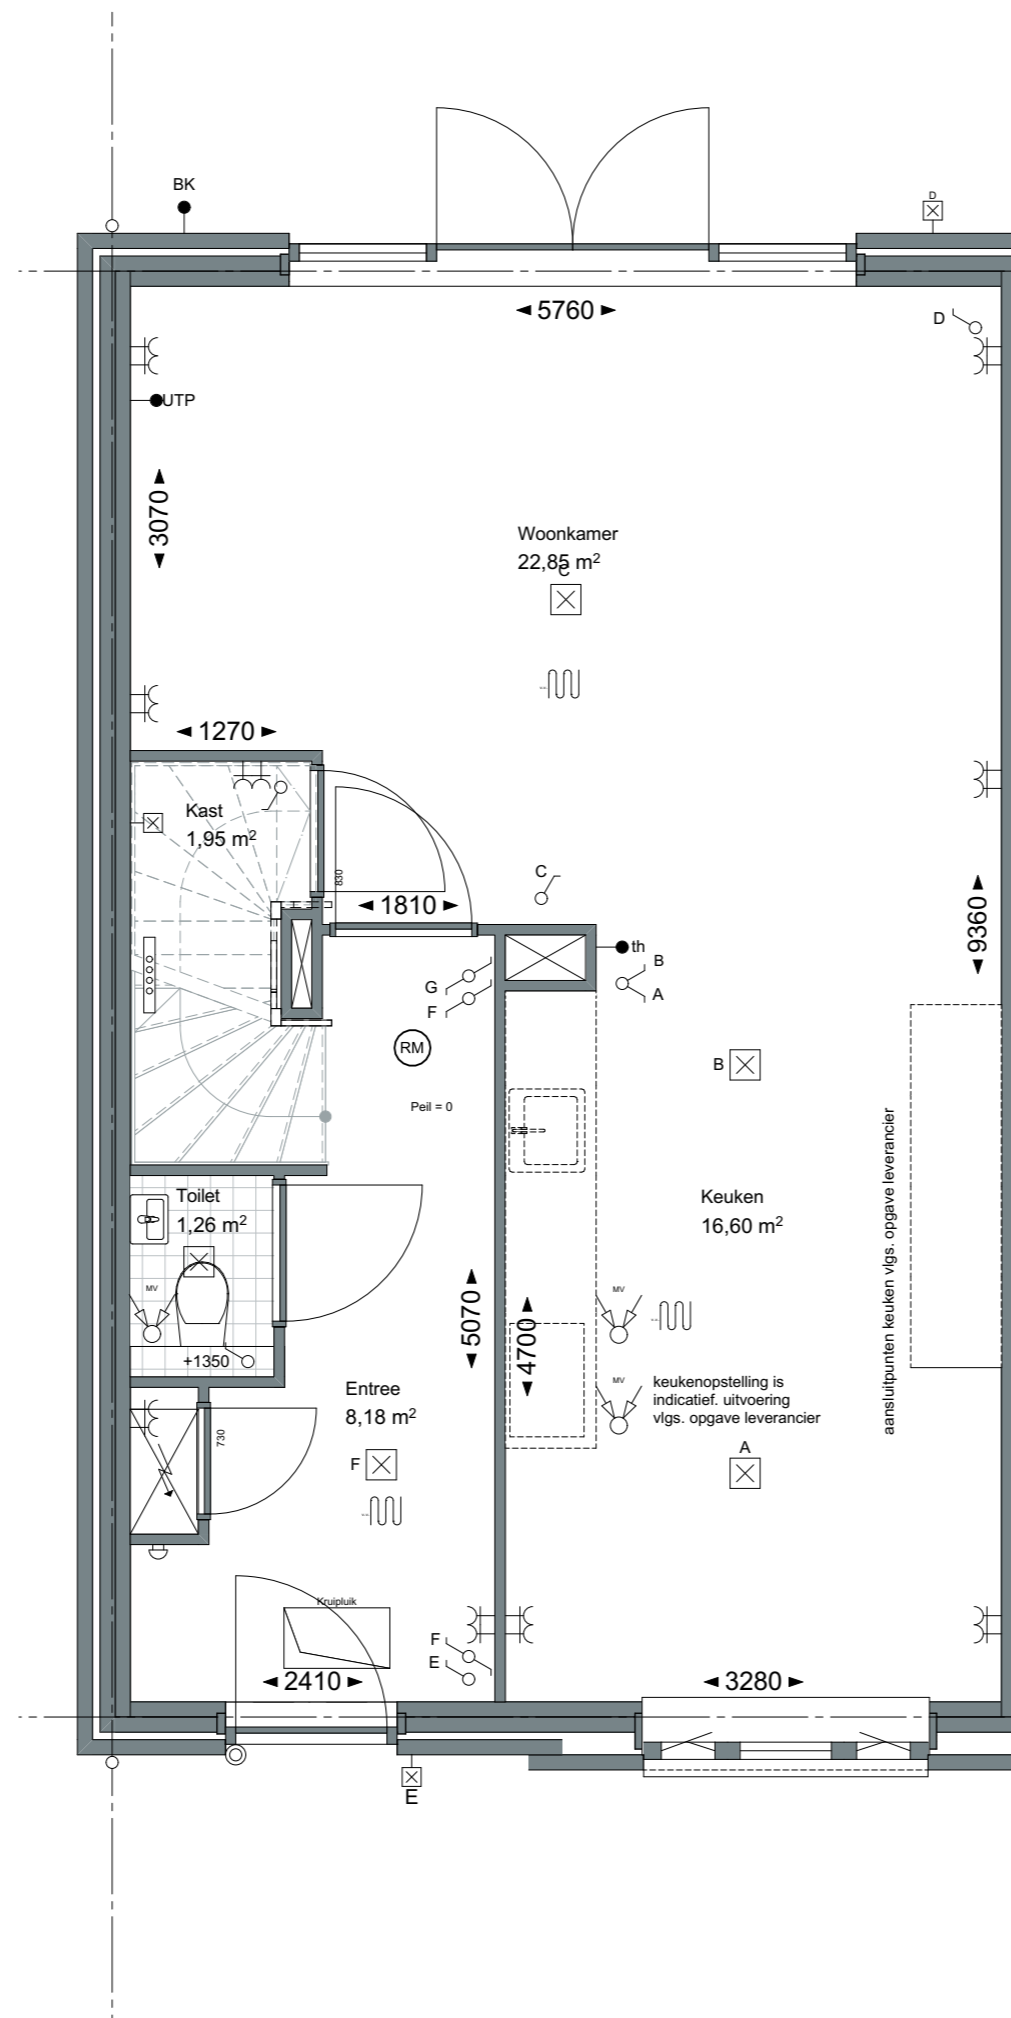 BK
D
5760
D
UTP
3070
Woonkamer
22,85 m²
C
1270
Kast
1,95 m²
830
C
1810
9360
th
B
A
G
F
RM
B
Peil = 0
aansluitpunten keuken vlgs. opgave leverancier
Toilet
1,26 m²
Keuken
16,60 m²
MV
MV
5070
4700
+1350
MV
keukenopstelling is
indicatief. uitvoering
vlgs. opgave leverancier
Entree
8,18 m²
730
F
A
Kruipluik
F
E
2410
3280
E